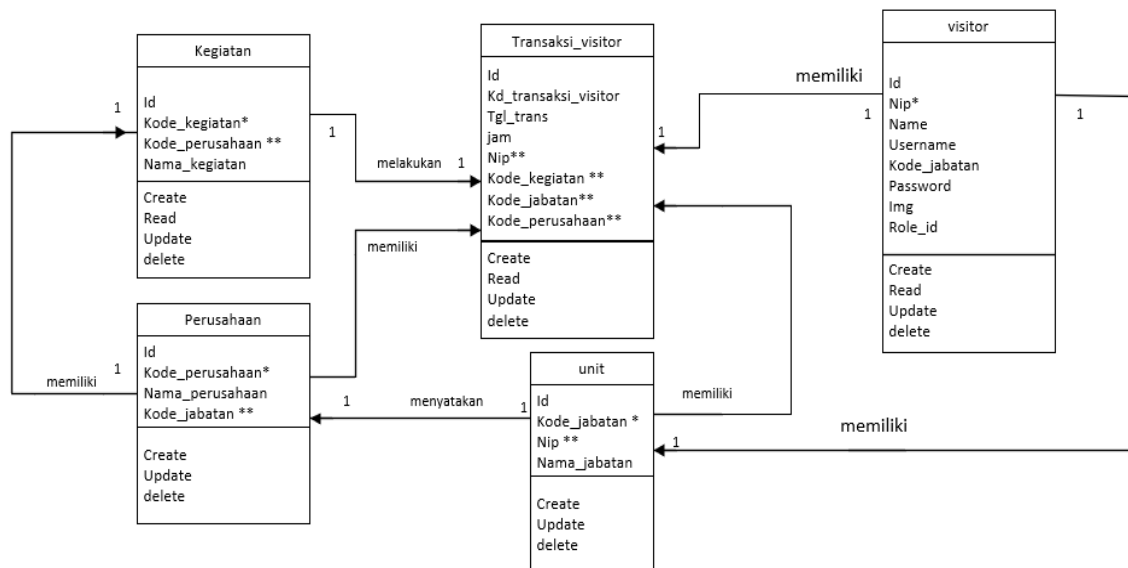 Kegiatan
Id
Kode_kegiatan*
Kode_perusahaan **
Nama_kegiatan
Create
Read
Update
delete
1
1
melakukan
1
Transaksi_visitor
Id
Kd_transaksi_visitor
Tgl_trans
jam
Nip**
Kode_kegiatan **
Kode_jabatan**
Kode_perusahaan**
Create
Read
Update
delete
memiliki
1
1
visitor
Id
Nip*
Name
Username
Kode_jabatan
Password
Img
Role_id
Create
Read
Update
delete
1
memiliki
Perusahaan
Id
Kode_perusahaan*
Nama_perusahaan
Kode_jabatan **
Create
Update
delete
1
memiliki
1
menyatakan
1
unit
Id
Kode_jabatan *
Nip **
Nama_jabatan
Create
Update
delete
memiliki
1
memiliki